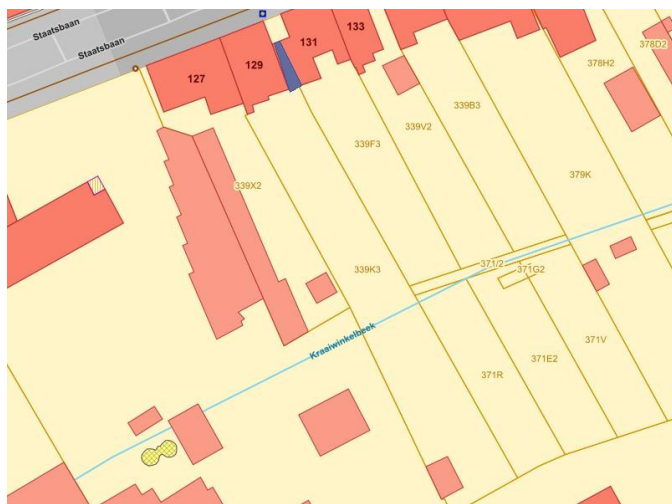 Staatsbaan
Staatsbaan
127
129
131
133
378D2
378H2
339B3
339V2
339F3
379K
339X2
371/2
371G2
339K3
Kraaiwinkelbeek
371V
371E2
371R